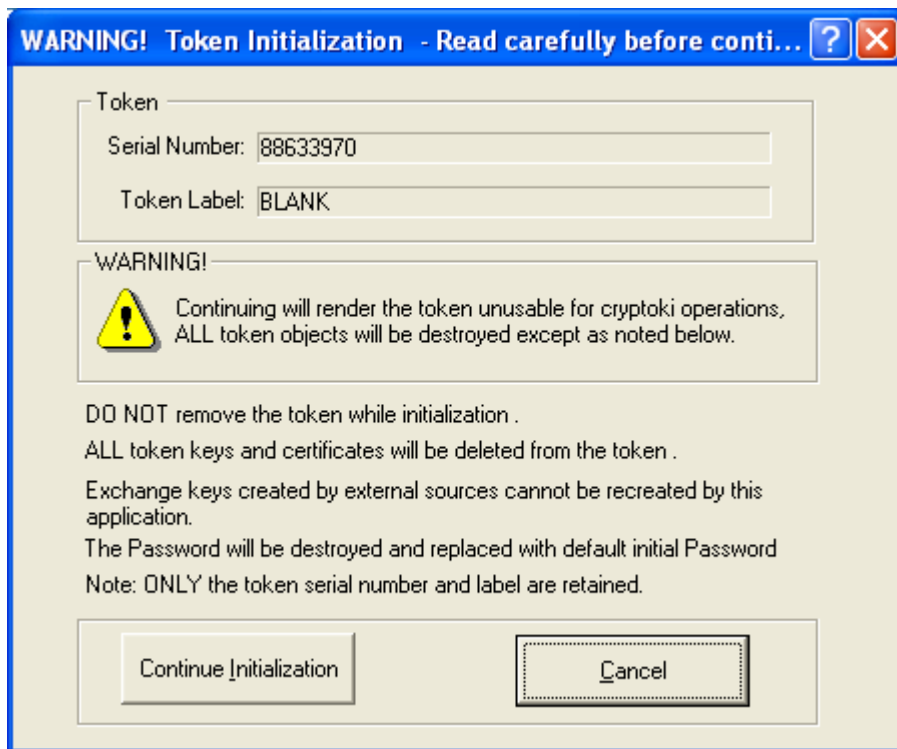 WARNING!  Token Initialization  - Read carefully before conti...
Token
Serial Number: 88633970
Token Label: BLANK
WARNING!
Continuing will render the token unusable for cryptoki operations,
ALL token objects will be destroyed except as noted below.
DO NOT remove the token while initialization .
ALL token keys and certificates will be deleted from the token .
Exchange keys created by external sources cannot be recreated by this
application.
The Password will be destroyed and replaced with default initial Password
Note: ONLY the token serial number and label are retained.
Continue Initialization
Cancel